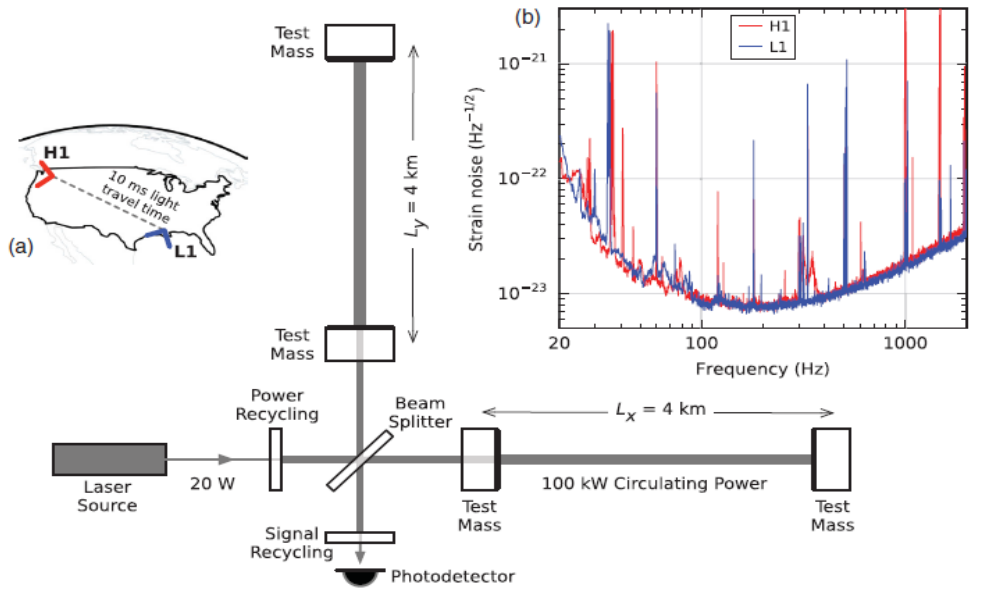 (a)
H1
10 ms light
travel time
L1
Test
Mass
L_y = 4 km
Test
Mass
Power
Recycling
Beam
Splitter
Laser
Source
20 W
Signal
Recycling
Photodetector
L_x = 4 km
100 kW Circulating Power
Test
Mass
Test
Mass
(b)
H1
L1
Strain noise (Hz^{-1/2})
10^{-21}
10^{-22}
10^{-23}
20
100
1000
Frequency (Hz)